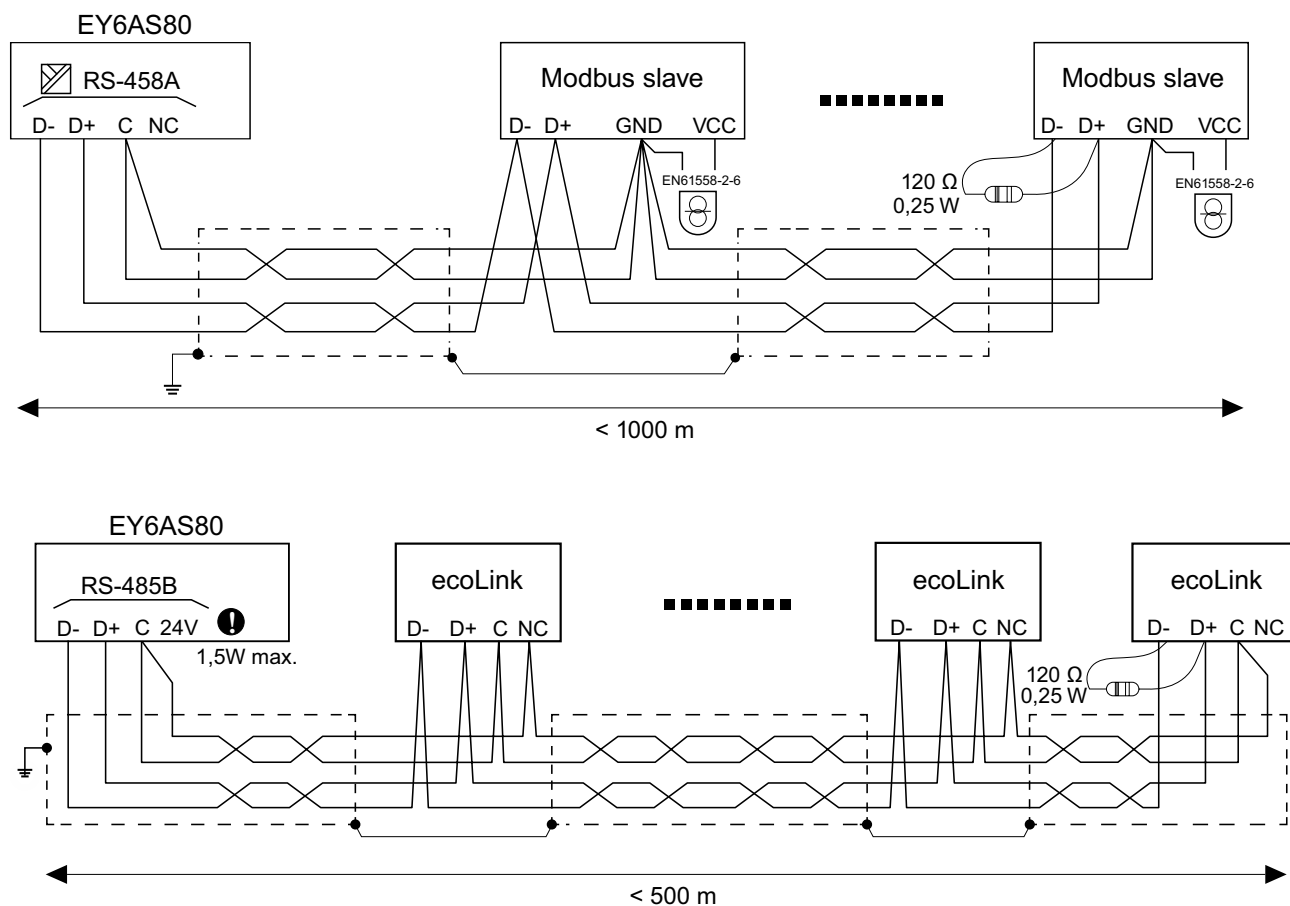 EY6AS80
RS-458A
D- D+ C NC
Modbus slave
D- D+ GND VCC
EN61558-2-6
Modbus slave
D- D+ GND VCC
120 Ω
0,25 W
EN61558-2-6
< 1000 m
EY6AS80
RS-485B
D- D+ C 24V
1,5W max.
ecoLink
D- D+ C NC
ecoLink
D- D+ C NC
ecoLink
D- D+ C NC
120 Ω
0,25 W
< 500 m